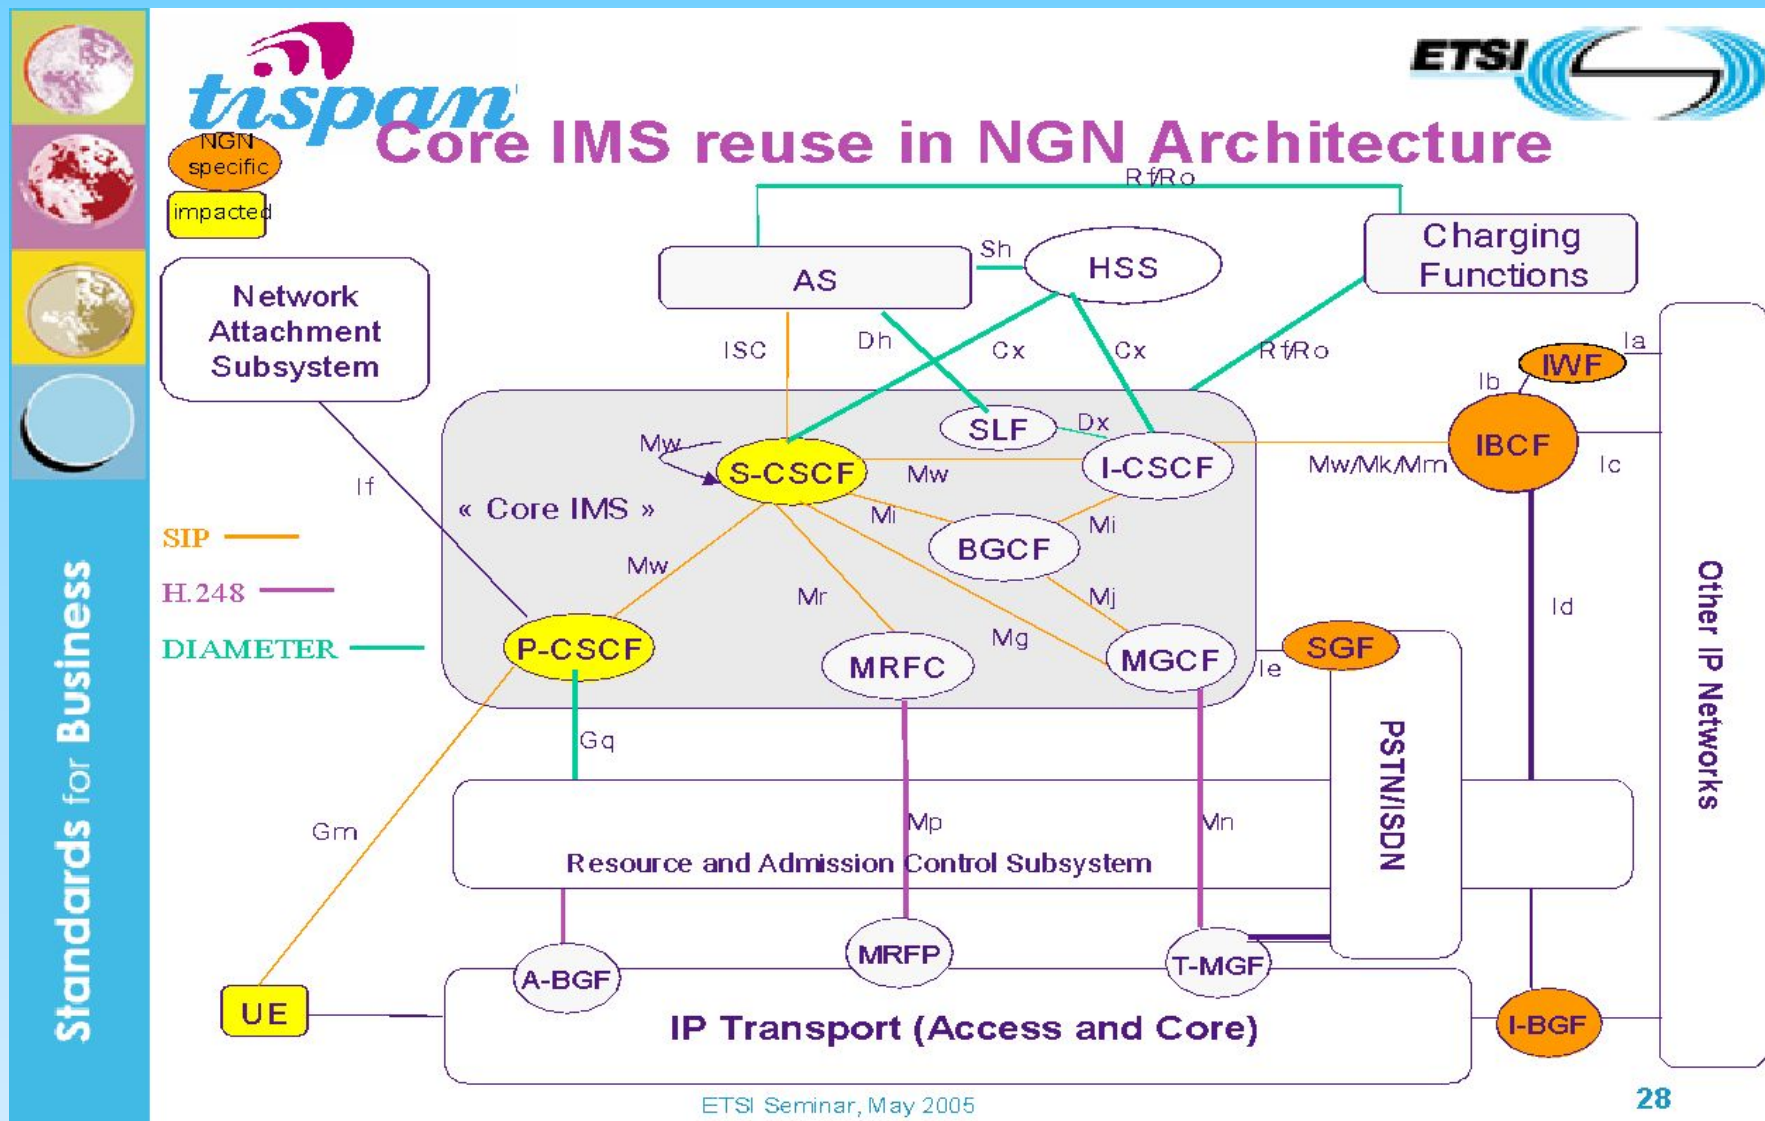 tispan
ETSI
Core IMS reuse in NGN Architecture
NGN
specific
impacted
Rf/Ro
Network
Attachment
Subsystem
AS
Sh
HSS
Charging
Functions
ISC
Dh
Cx
Cx
Rf/Ro
Ia
IWF
Ib
SLF
Dx
IBCF
Ic
Mw
S-CSCF
Mw
I-CSCF
Mw/Mk/Mm
If
« Core IMS »
Mi
Mi
BGCF
SIP
H.248
DIAMETER
Mw
Mr
Mj
Mg
Id
P-CSCF
MRFC
MGCF
Ie
SGF
Gq
PSTN/ISDN
Other IP Networks
Gm
Mp
Mn
Resource and Admission Control Subsystem
A-BGF
MRFP
T-MGF
UE
IP Transport (Access and Core)
I-BGF
Standards for Business
ETSI Seminar, May 2005
28